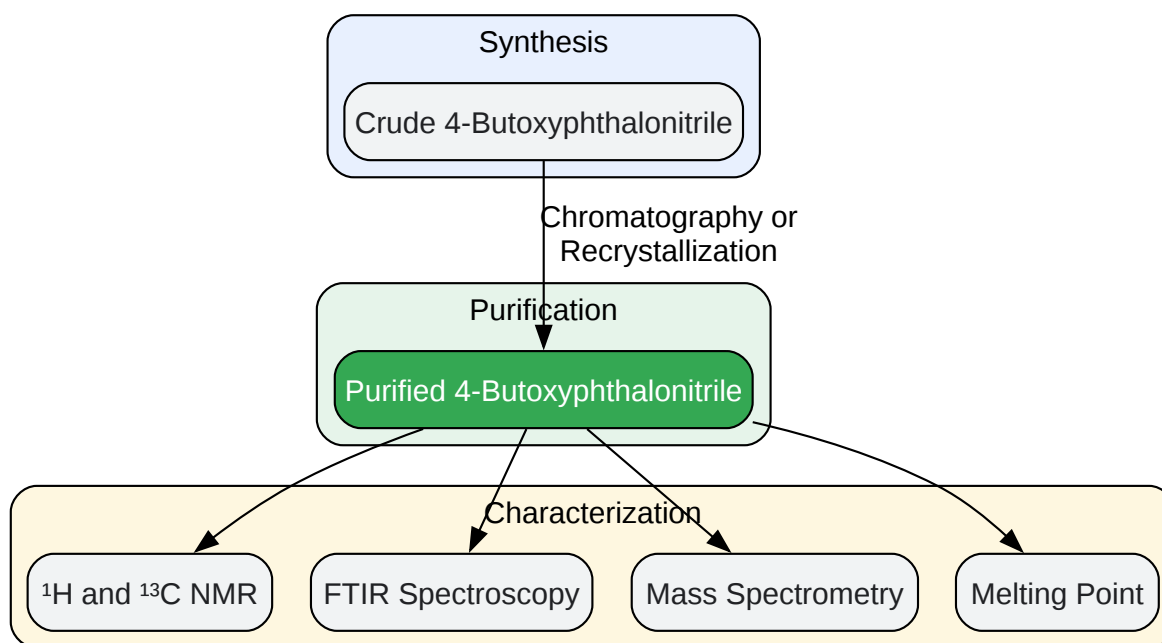 Synthesis
Crude 4-Butoxyphthalonitrile
Chromatography or
Recrystallization
Purification
Purified 4-Butoxyphthalonitrile
Characterization
¹H and ¹³C NMR
FTIR Spectroscopy
Mass Spectrometry
Melting Point